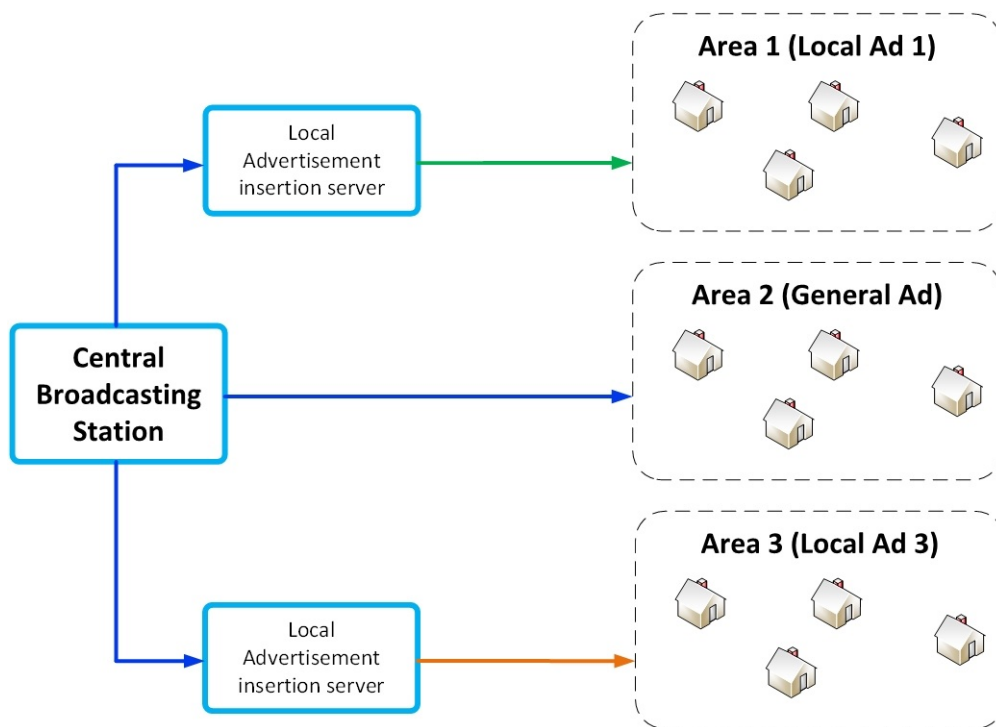 Area 1 (Local Ad 1)
Local
Advertisement
insertion server
Area 2 (General Ad)
Central
Broadcasting
Station
Area 3 (Local Ad 3)
Local
Advertisement
insertion server